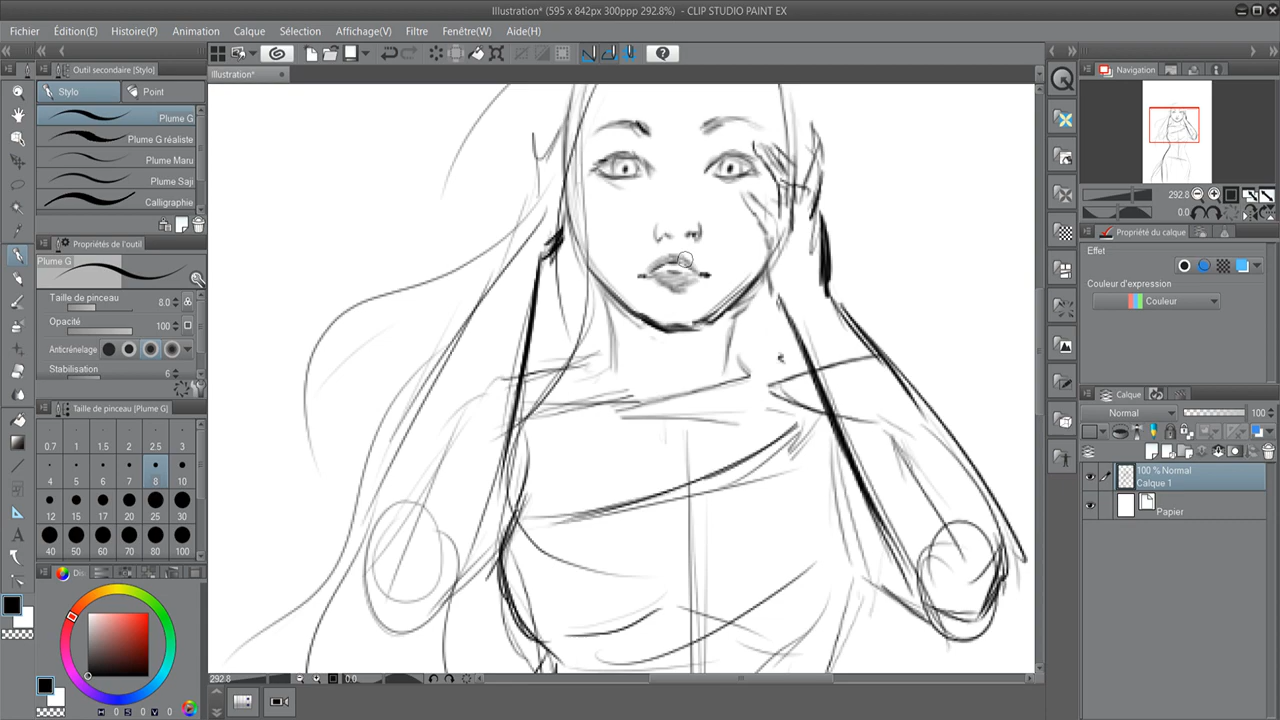 Illustration* (595 x 842px 300ppp 292.8%) - CLIP STUDIO PAINT EX
Fichier Édition(E) Histoire(P) Animation Calque Sélection Affichage(V) Filtre Fenêtre(W) Aide(H)
Outil secondaire [Stylo]
Stylo Point
Plume G
Plume G réaliste
Plume Maru
Plume Saji
Calligraphie
Propriétés de l'outil
Plume G
Taille de pinceau 8.0
Opacité 100
Anticrénelage
Stabilisation 6
Taille de pinceau [Plume G]
0.7 1 1.5 2 2.5 3
4 5 6 7 8 10
12 15 17 20 25 30
40 50 60 70 80 100
H 0 S 0 V 0
Illustration*
292.8 0.0
Navigation
292.8
0.0
Propriété du calque
Effet
Couleur d'expression
Couleur
Calque
Normal 100
100 % Normal
Calque 1
Papier